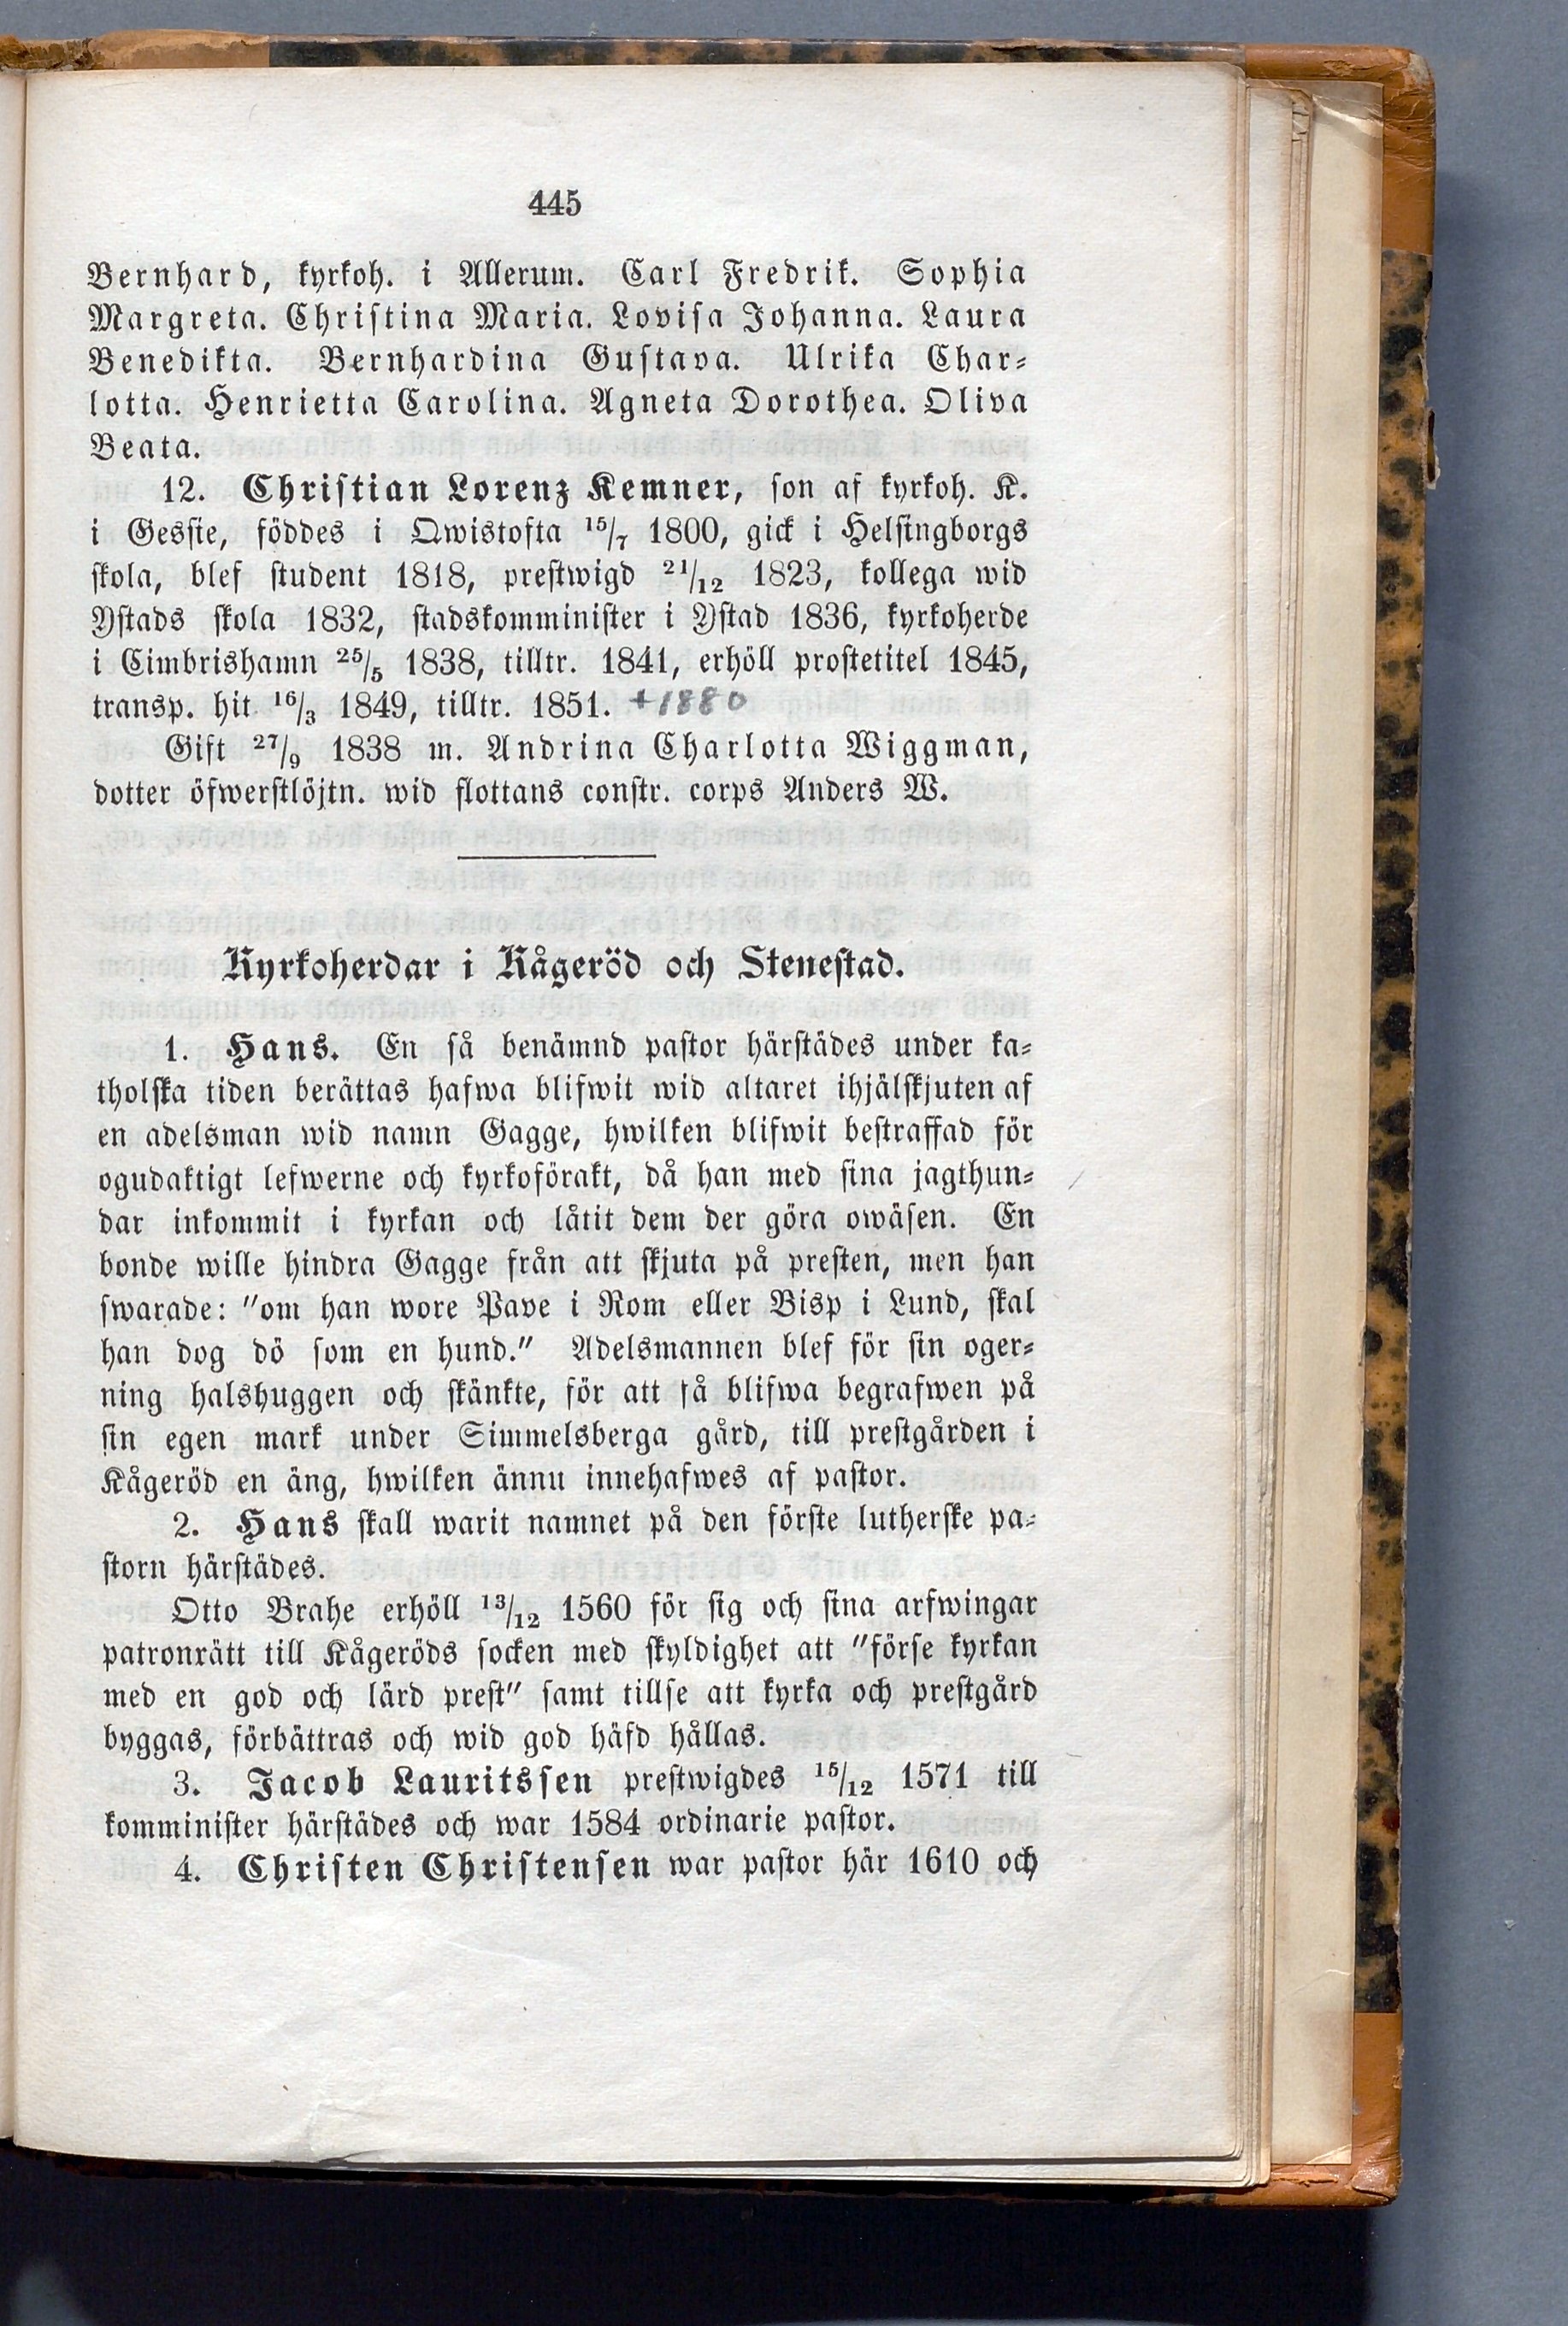 445
Bernhard, kyrkoh. i Allerum. Carl Fredrik. Sophia
Margreta. Christina Maria. Lovisa Johanna. Laura
Benedikta. Bernhardina Gustava. Ulrika Char-
lotta. Henrietta Carolina. Agneta Dorothea. Oliva
Beata.
12. Christian Lorenz Kemner, son af kyrkoh. K.
i Gessie, föddes i Qwistofta 15/7 1800, gick i Helsingborgs
skola, blef student 1818, prestwigd 21/12 1823, kollega wid
Ystads skola 1832, stadskomminister i Ystad 1836, kyrkoherde
i Cimbrishamn 25/5 1838, tilltr. 1841, erhöll prostetitel 1845,
transp. hit 16/3 1849, tilltr. 1851. +1880
Gift 27/9 1838 m. Andrina Charlotta Wiggman,
dotter öfwerstlöjtn. wid flottans constr. corps Anders W.
Kyrkoherdar i Kågeröd och Stenestad.
1. Hans. En så benämnd pastor härstädes under ka-
tholska tiden berättas hafwa blifwit wid altaret ihjälskjuten af
en adelsman wid namn Gagge, hwilken blifwit bestraffad för
ogudaktigt lefwerne och kyrkoförakt, då han med sina jagthun-
dar inkommit i kyrkan och låtit dem der göra owäsen. En
bonde wille hindra Gagge från att skjuta på presten, men han
swarade: "om han wore Pave i Rom eller Bisp i Lund, skal
han dog dö som en hund." Adelsmannen blef för sin oger-
ning halshuggen och skänkte, för att få blifwa begrafwen på
sin egen mark under Simmelsberga gård, till prestgården i
Kågeröd en äng, hwilken ännu innehafwes af pastor.
2. Hans skall warit namnet på den förste lutherske pa-
storn härstädes.
Otto Brahe erhöll 13/12 1560 för sig och sina arfwingar
patronrätt till Kågeröds socken med skyldighet att "förse kyrkan
med en god och lärd prest" samt tillse att kyrka och prestgård
byggas, förbättras och wid god häfd hållas.
3. Jacob Lauritssen prestwigdes 15/12 1571 till
komminister härstädes och war 1584 ordinarie pastor.
4. Christen Christensen war pastor här 1610 och